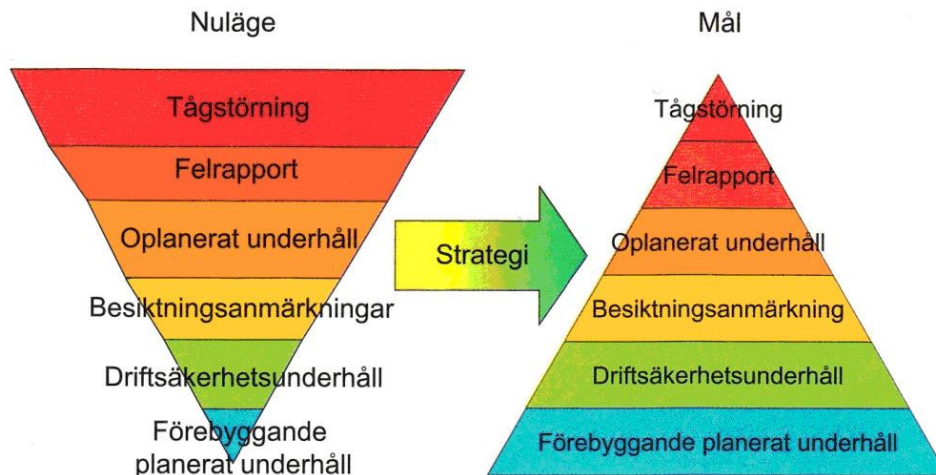 Nuläge
Tågstörning
Felrapport
Oplanerat underhåll
Besiktningsanmärkningar
Driftsäkerhetsunderhåll
Förebyggande
planerat underhåll
Strategi
Mål
Tågstörning
Felrapport
Oplanerat underhåll
Besiktningsanmärkning
Driftsäkerhetsunderhåll
Förebyggande planerat underhåll